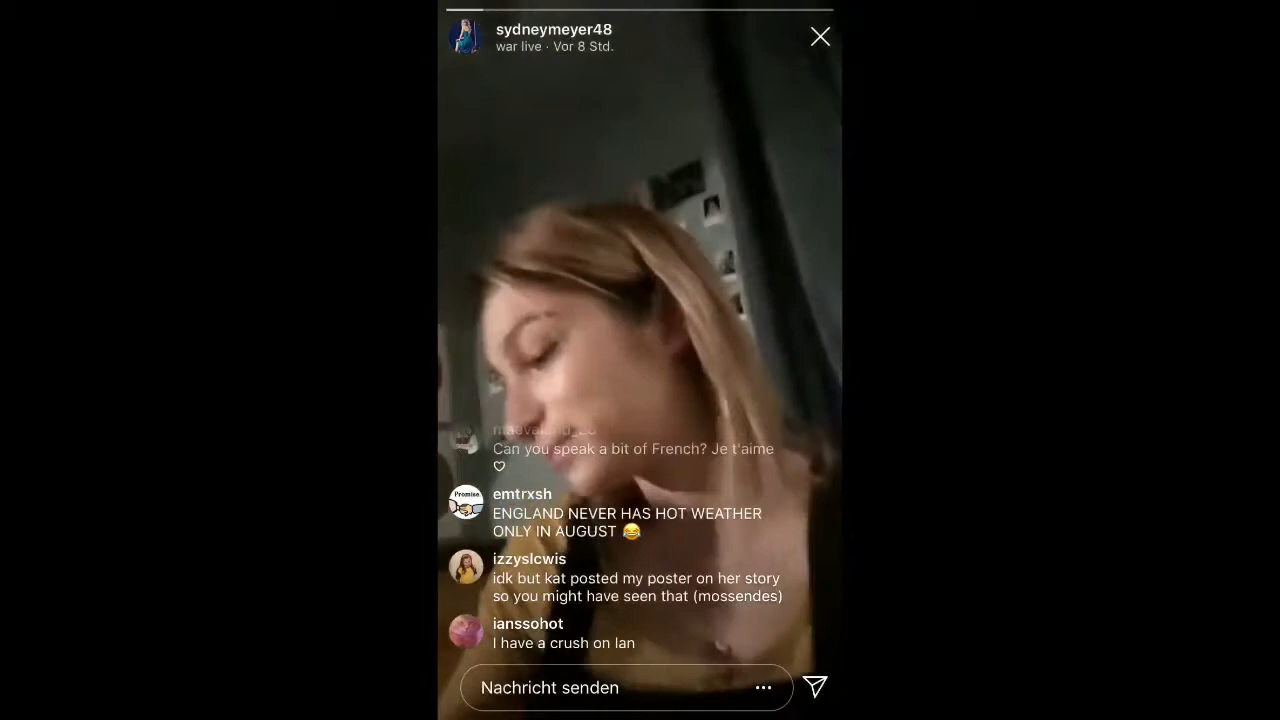 sydneymeyer48
war live · Vor 8 Std.
Can you speak a bit of French? Je t'aime
♡
Promise.
emtrxsh
ENGLAND NEVER HAS HOT WEATHER
ONLY IN AUGUST 😂
izzyslcwis
idk but kat posted my poster on her story
so you might have seen that (mossendes)
ianssohot
I have a crush on Ian
Nachricht senden